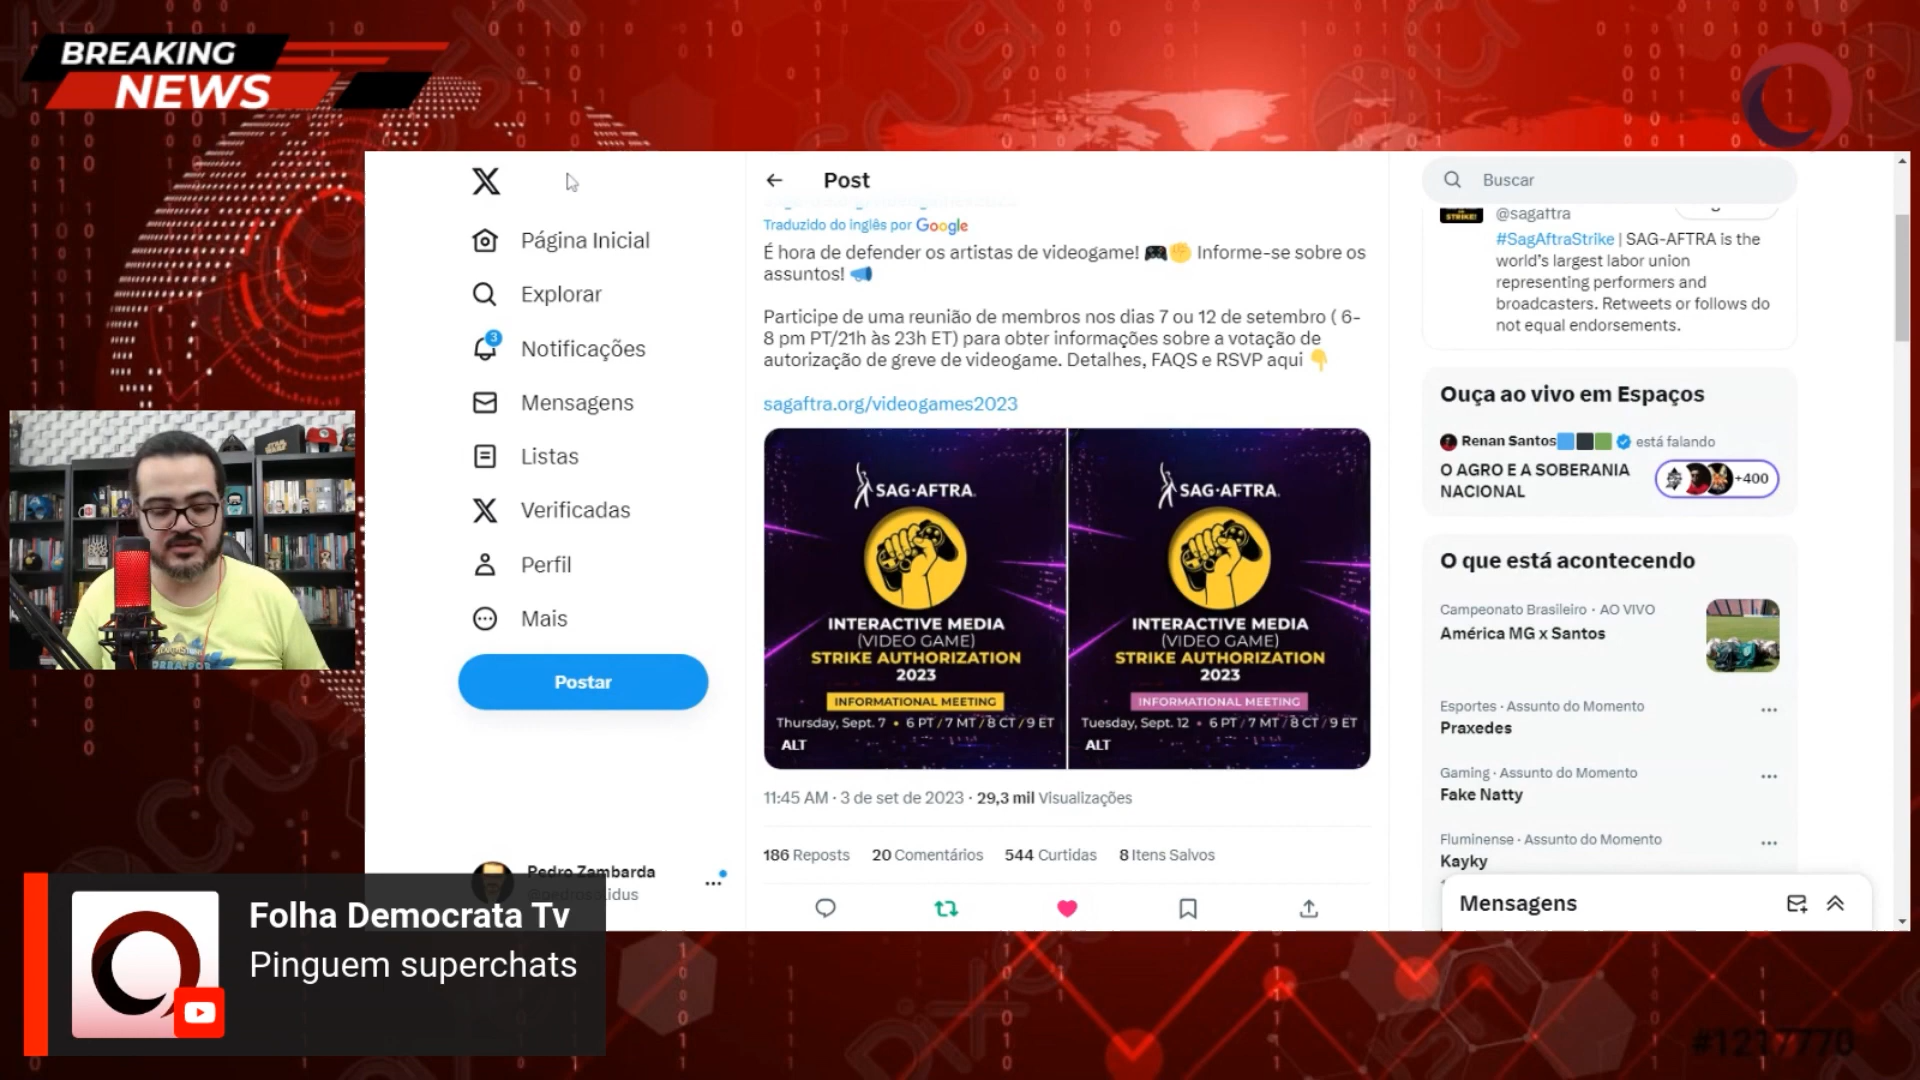 BREAKING
NEWS
Post
Buscar
Traduzido do inglês por Google
É hora de defender os artistas de videogame! 🎮✊ Informe-se sobre os
assuntos! 📣
Participe de uma reunião de membros nos dias 7 ou 12 de setembro ( 6-
8 pm PT/21h às 23h ET) para obter informações sobre a votação de
autorização de greve de videogame. Detalhes, FAQS e RSVP aqui 👇
sagaftra.org/videogames2023
Página Inicial
Explorar
3
Notificações
Mensagens
Listas
Verificadas
Perfil
Mais
Postar
SAG·AFTRA.
INTERACTIVE MEDIA
(VIDEO GAME)
STRIKE AUTHORIZATION
2023
INFORMATIONAL MEETING
Thursday, Sept. 7 • 6 PT / 7 MT / 8 CT / 9 ET
ALT
SAG·AFTRA.
INTERACTIVE MEDIA
(VIDEO GAME)
STRIKE AUTHORIZATION
2023
INFORMATIONAL MEETING
Tuesday, Sept. 12 • 6 PT / 7 MT / 8 CT / 9 ET
ALT
11:45 AM · 3 de set de 2023 · 29,3 mil Visualizações
186 Reposts 20 Comentários 544 Curtidas 8 Itens Salvos
STRIKE!
@sagaftra
#SagAftraStrike | SAG-AFTRA is the
world's largest labor union
representing performers and
broadcasters. Retweets or follows do
not equal endorsements.
Ouça ao vivo em Espaços
Renan Santos está falando
O AGRO E A SOBERANIA
NACIONAL
+400
O que está acontecendo
Campeonato Brasileiro · AO VIVO
América MG x Santos
Esportes · Assunto do Momento
Praxedes
Gaming · Assunto do Momento
Fake Natty
Fluminense · Assunto do Momento
Kayky
Mensagens
Pedro Zambarda
Folha Democrata Tv
Pinguem superchats
#1217770